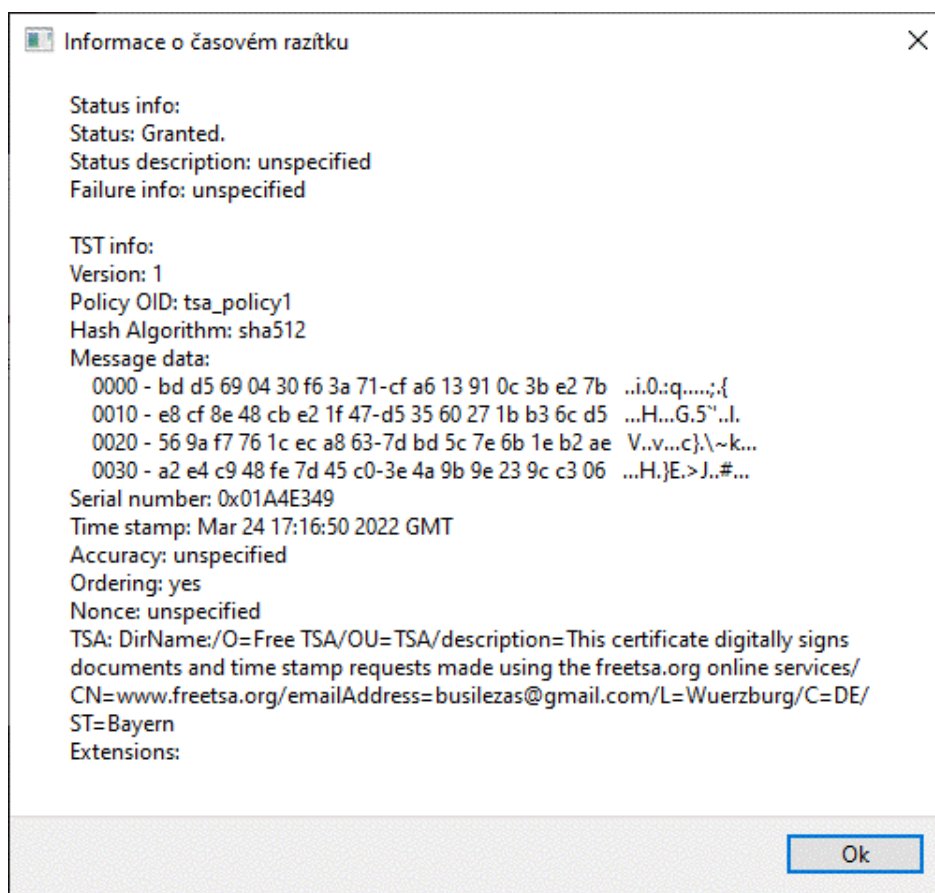 Informace o časovém razítku
Status info:
Status: Granted.
Status description: unspecified
Failure info: unspecified
TST info:
Version: 1
Policy OID: tsa_policy1
Hash Algorithm: sha512
Message data:
0000 - bd d5 69 04 30 f6 3a 71-cf a6 13 91 0c 3b e2 7b ..i.0.:q.....;.{
0010 - e8 cf 8e 48 cb e2 1f 47-d5 35 60 27 1b b3 6c d5 ...H...G.5`'..l.
0020 - 56 9a f7 76 1c ec a8 63-7d bd 5c 7e 6b 1e b2 ae V..v...c}.\~k...
0030 - a2 e4 c9 48 fe 7d 45 c0-3e 4a 9b 9e 23 9c c3 06 ...H.}E.>J..#...
Serial number: 0x01A4E349
Time stamp: Mar 24 17:16:50 2022 GMT
Accuracy: unspecified
Ordering: yes
Nonce: unspecified
TSA: DirName:/O=Free TSA/OU=TSA/description=This certificate digitally signs
documents and time stamp requests made using the freetsa.org online services/
CN=www.freetsa.org/emailAddress=busilezas@gmail.com/L=Wuerzburg/C=DE/
ST=Bayern
Extensions:
Ok